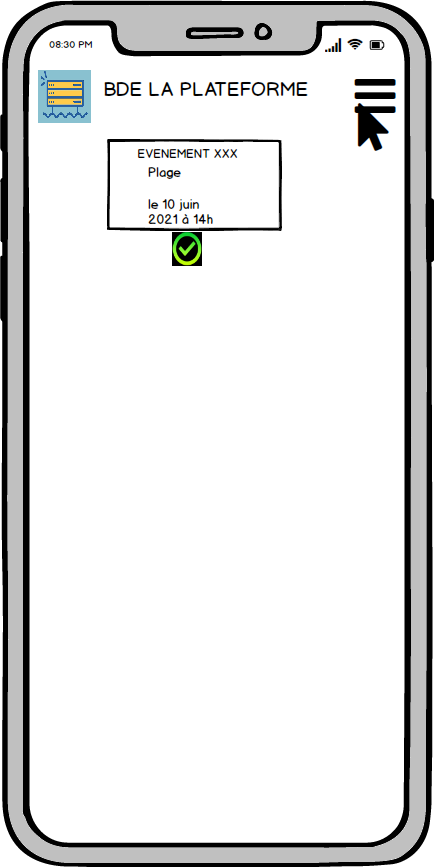 08:30 PM
BDE LA PLATEFORME
EVENEMENT XXX
Plage
le 10 juin
2021 à 14h